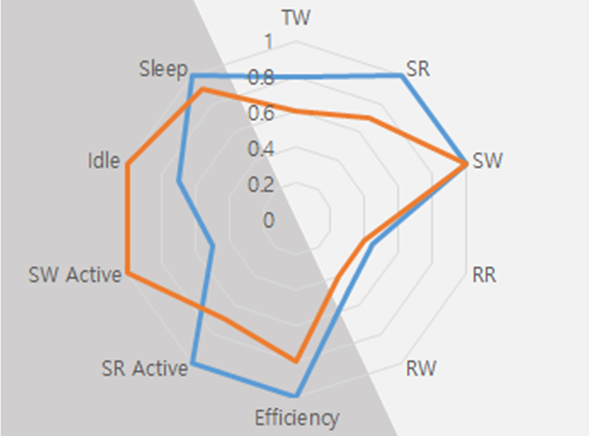 TW
1
Sleep
0.8
SR
0.6
Idle
0.4
SW
0.2
0
SW Active
RR
SR Active
RW
Efficiency